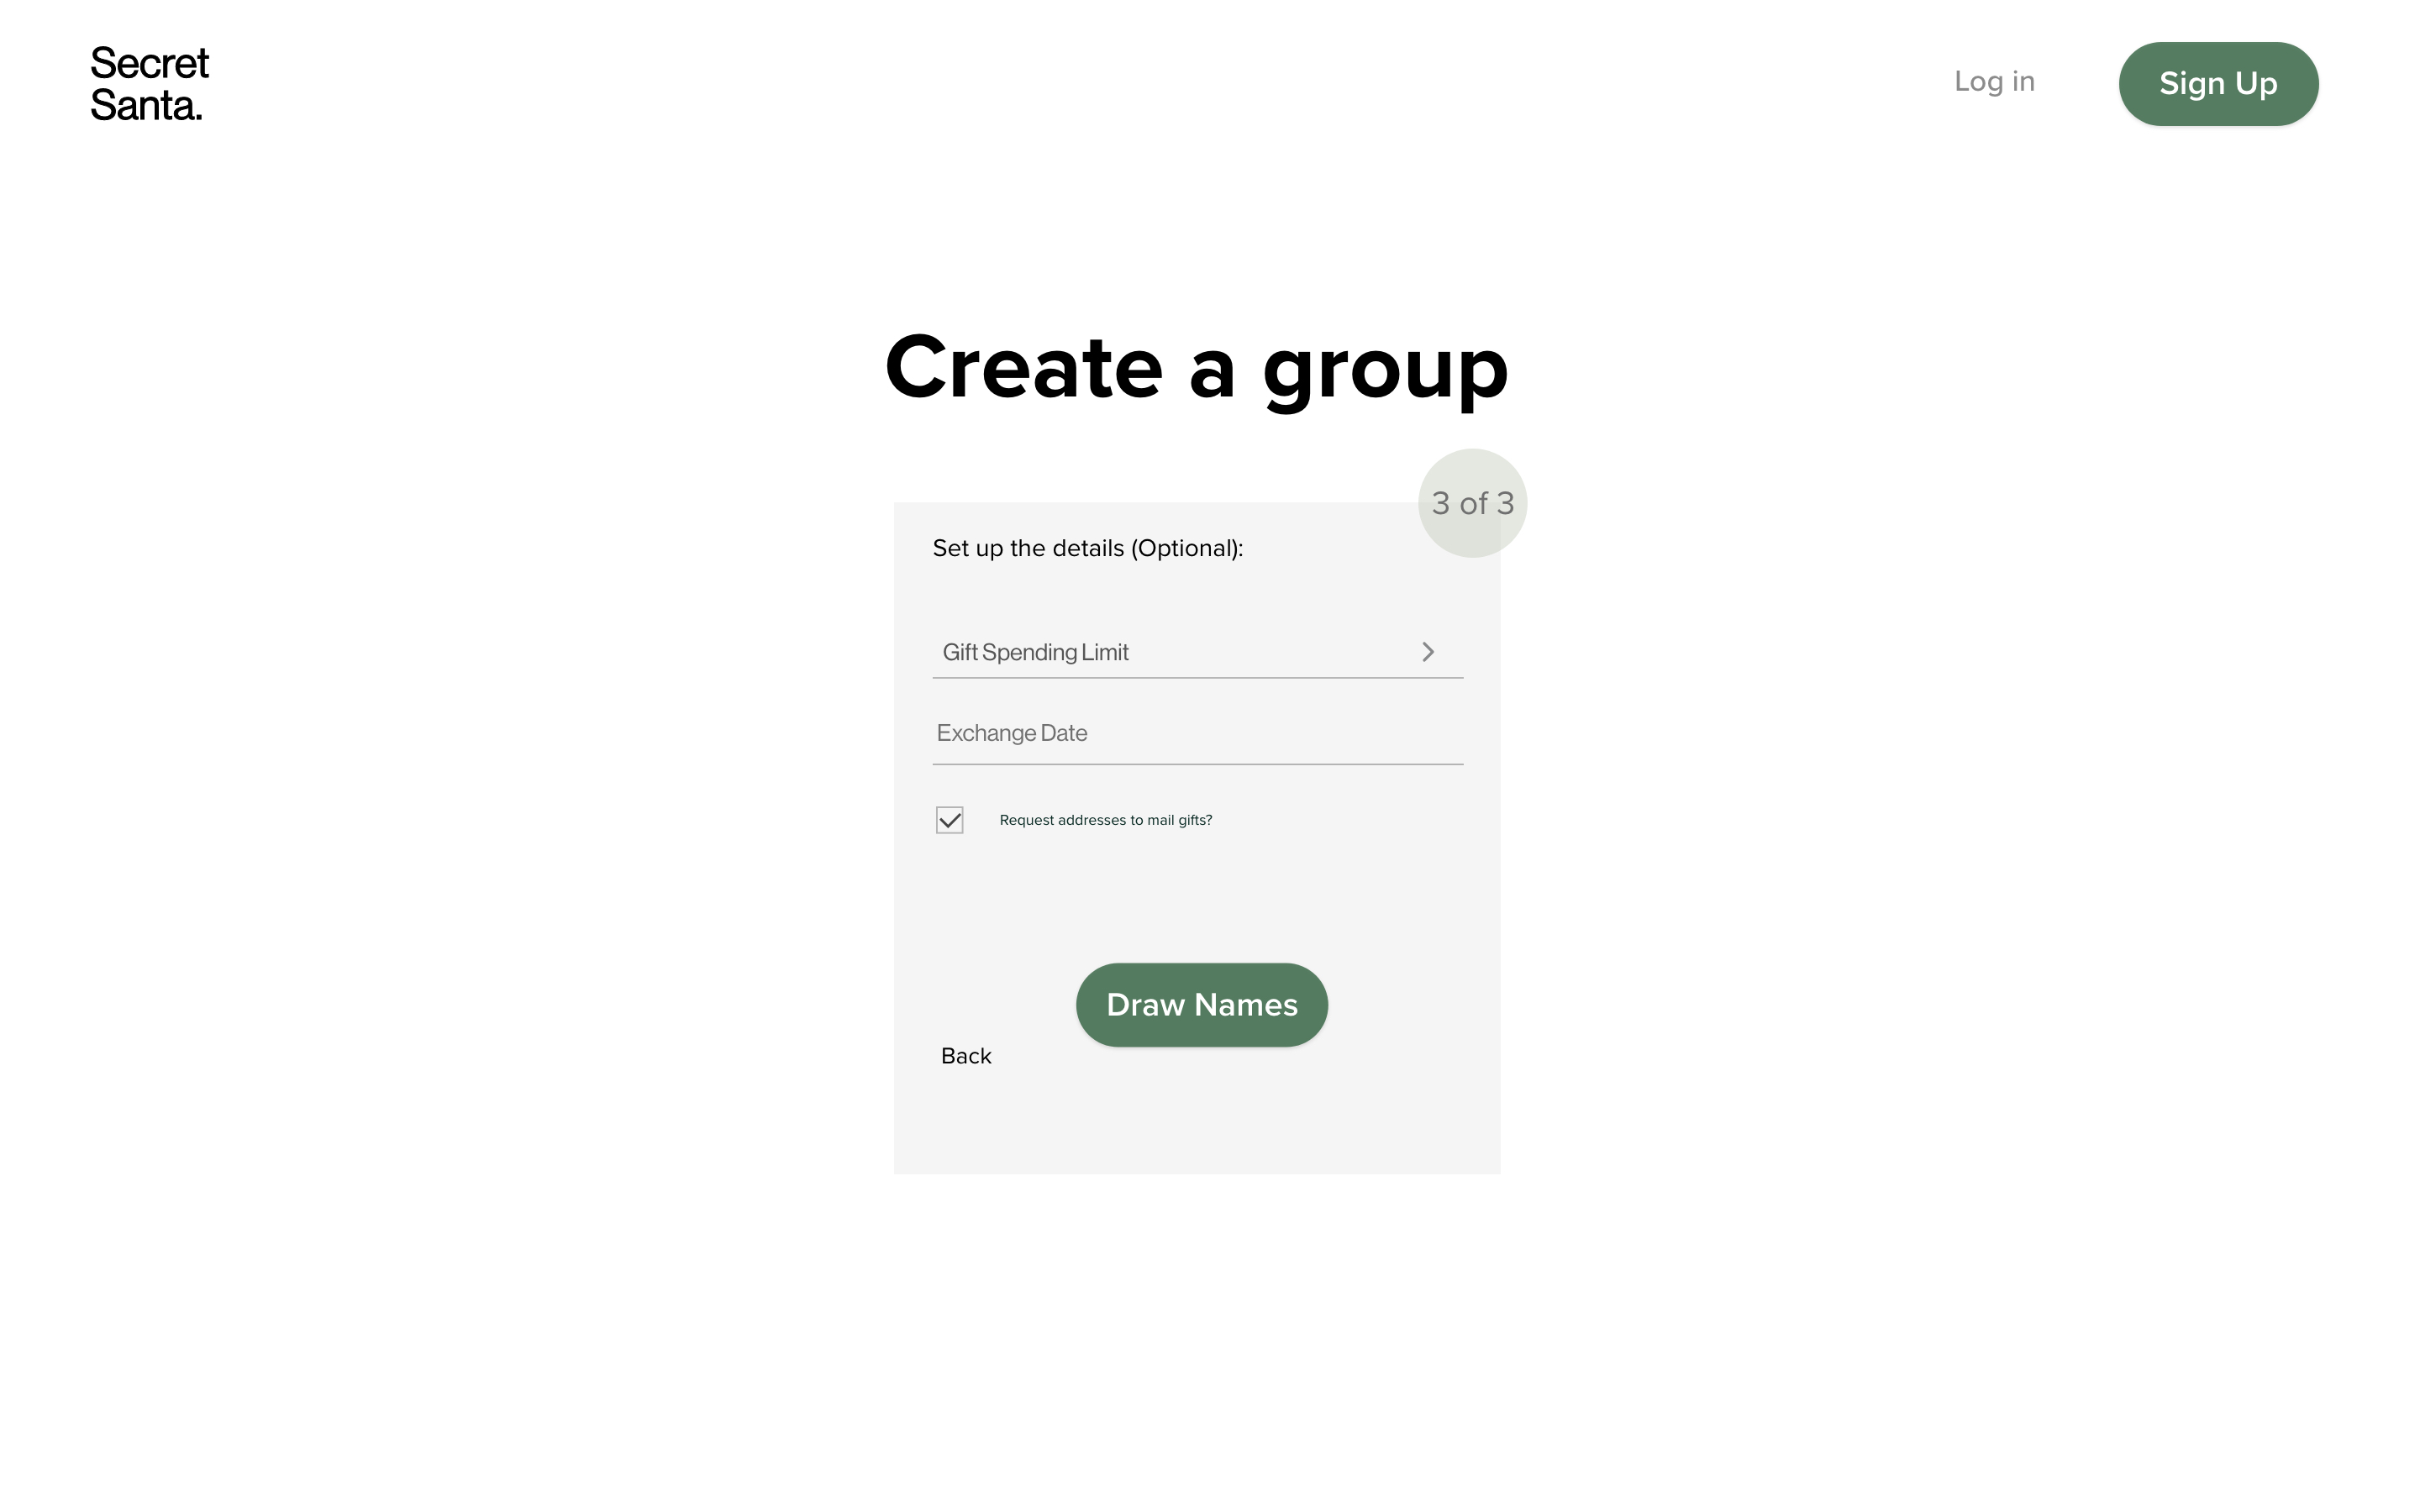 Secret
Santa.
Log in
Sign Up
Create a group
3 of 3
Set up the details (Optional):
Gift Spending Limit
Exchange Date
Request addresses to mail gifts?
Draw Names
Back